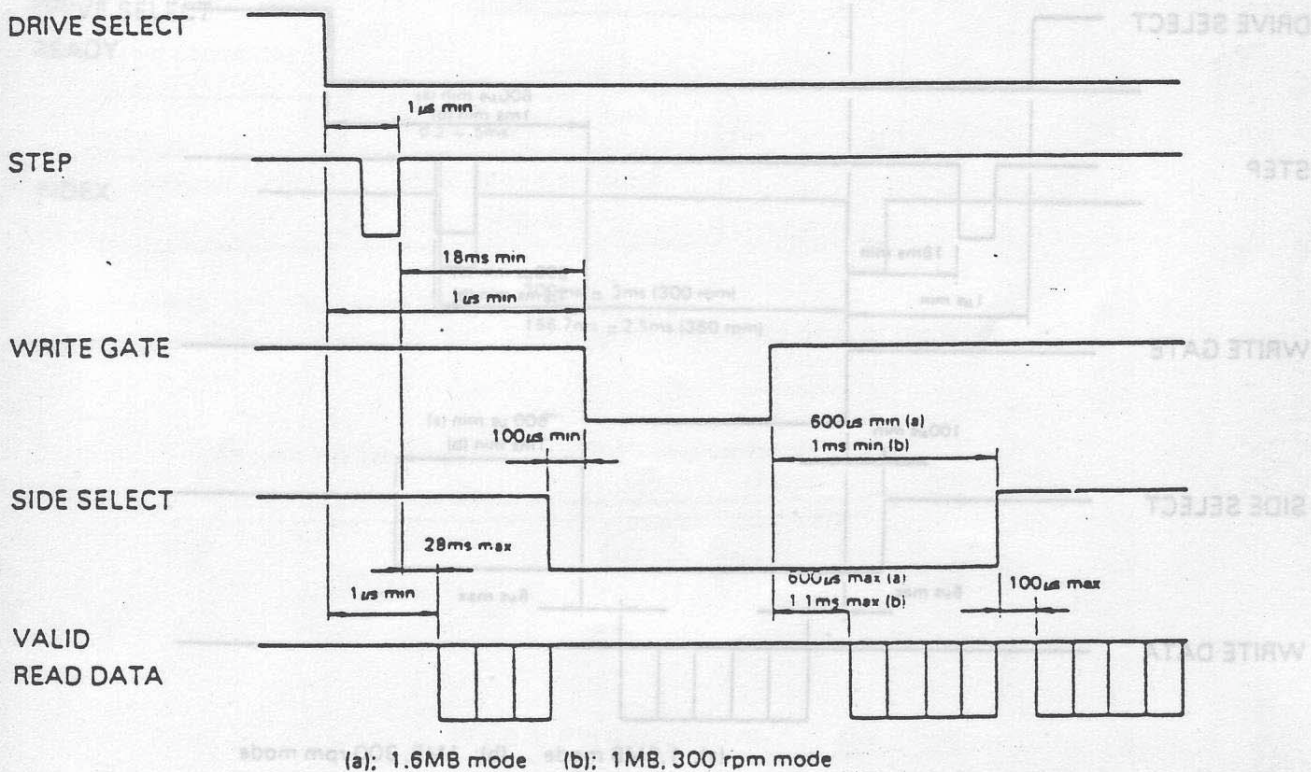 DRIVE SELECT
1μs min
STEP
18ms min
1μs min
WRITE GATE
100μs min
600μs min (a)
1ms min (b)
SIDE SELECT
28ms max
600μs max (a)
1.1ms max (b)
100μs max
1μs min
VALID
READ DATA
(a); 1.6MB mode (b); 1MB, 300 rpm mode